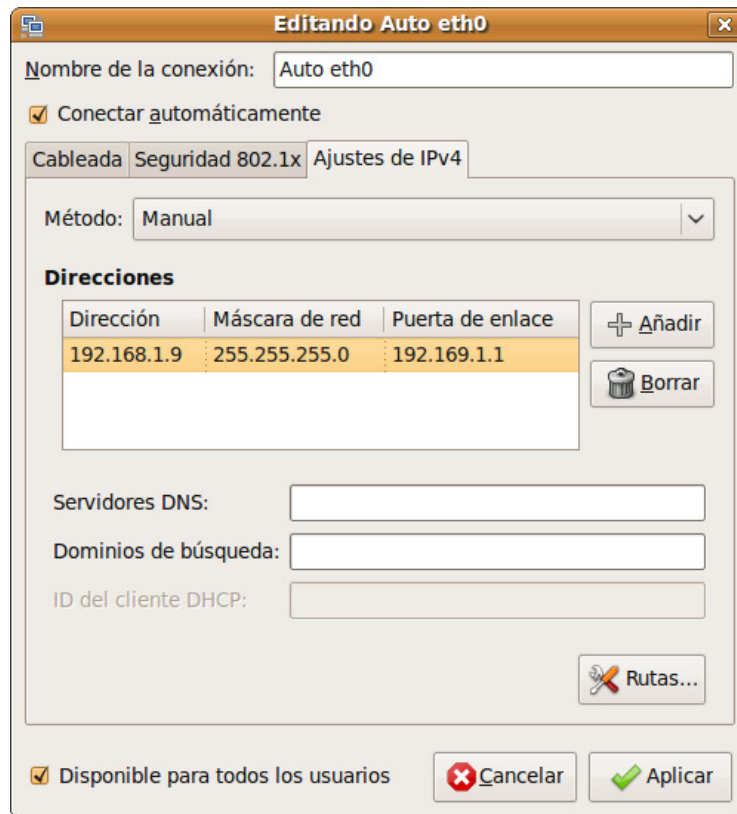 Editando Auto eth0
Nombre de la conexión: Auto eth0
Conectar automáticamente
Cableada Seguridad 802.1x Ajustes de IPv4
Método: Manual
Direcciones
Dirección Máscara de red Puerta de enlace
192.168.1.9 255.255.255.0 192.169.1.1
Añadir
Borrar
Servidores DNS:
Dominios de búsqueda:
ID del cliente DHCP:
Rutas...
Disponible para todos los usuarios
Cancelar
Aplicar